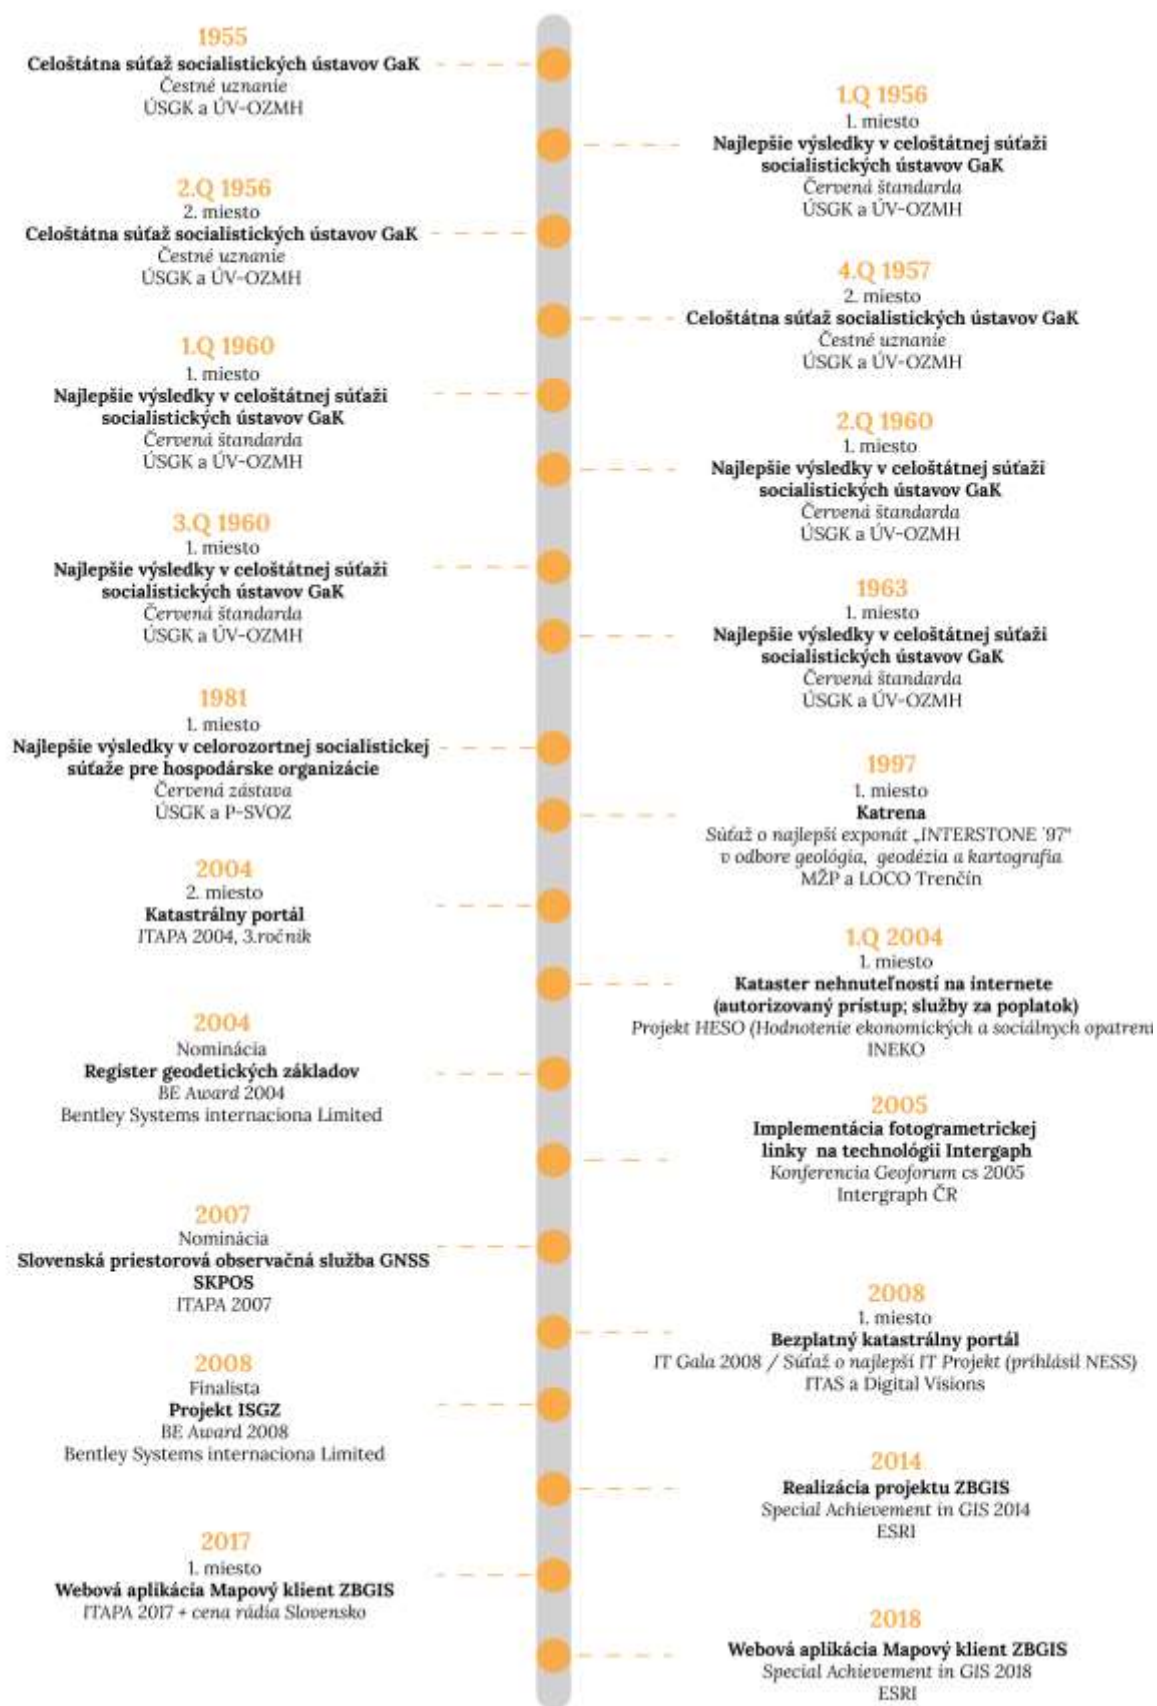 1955
Celoštátna súťaž socialistických ústavov GaK
Čestné uznanie
ÚSGK a ÚV-OZMH
1.Q 1956
1. miesto
Najlepšie výsledky v celoštátnej súťaži
socialistických ústavov GaK
Červená štandarda
ÚSGK a ÚV-OZMH
2.Q 1956
2. miesto
Celoštátna súťaž socialistických ústavov GaK
Čestné uznanie
ÚSGK a ÚV-OZMH
4.Q 1957
2. miesto
Celoštátna súťaž socialistických ústavov GaK
Čestné uznanie
ÚSGK a ÚV-OZMH
1.Q 1960
1. miesto
Najlepšie výsledky v celoštátnej súťaži
socialistických ústavov GaK
Červená štandarda
ÚSGK a ÚV-OZMH
2.Q 1960
1. miesto
Najlepšie výsledky v celoštátnej súťaži
socialistických ústavov GaK
Červená štandarda
ÚSGK a ÚV-OZMH
3.Q 1960
1. miesto
Najlepšie výsledky v celoštátnej súťaži
socialistických ústavov GaK
Červená štandarda
ÚSGK a ÚV-OZMH
1963
1. miesto
Najlepšie výsledky v celoštátnej súťaži
socialistických ústavov GaK
Červená štandarda
ÚSGK a ÚV-OZMH
1981
1. miesto
Najlepšie výsledky v celorozortnej socialistickej
súťaže pre hospodárske organizácie
Červená zástava
ÚSGK a P-SVOZ
1997
1. miesto
Katrena
Súťaž o najlepší exponát „INTERSTONE '97"
v odbore geológia, geodézia a kartografia
MŽP a LOCO Trenčín
2004
2. miesto
Katastrálny portál
ITAPA 2004, 3.ročník
1.Q 2004
1. miesto
Kataster nehnuteľností na internete
(autorizovaný prístup; služby za poplatok)
Projekt HESO (Hodnotenie ekonomických a sociálnych opatrení
INEKO
2004
Nominácia
Register geodetických základov
BE Award 2004
Bentley Systems internaciona Limited
2005
Implementácia fotogrametrickej
linky na technológii Intergaph
Konferencia Geoforum cs 2005
Intergraph ČR
2007
Nominácia
Slovenská priestorová observačná služba GNSS
SKPOS
ITAPA 2007
2008
1. miesto
Bezplatný katastrálny portál
IT Gala 2008 / Súťaž o najlepší IT Projekt (prihlásil NESS)
ITAS a Digital Visions
2008
Finalista
Projekt ISGZ
BE Award 2008
Bentley Systems internaciona Limited
2014
Realizácia projektu ZBGIS
Special Achievement in GIS 2014
ESRI
2017
1. miesto
Webová aplikácia Mapový klient ZBGIS
ITAPA 2017 + cena rádia Slovensko
2018
Webová aplikácia Mapový klient ZBGIS
Special Achievement in GIS 2018
ESRI